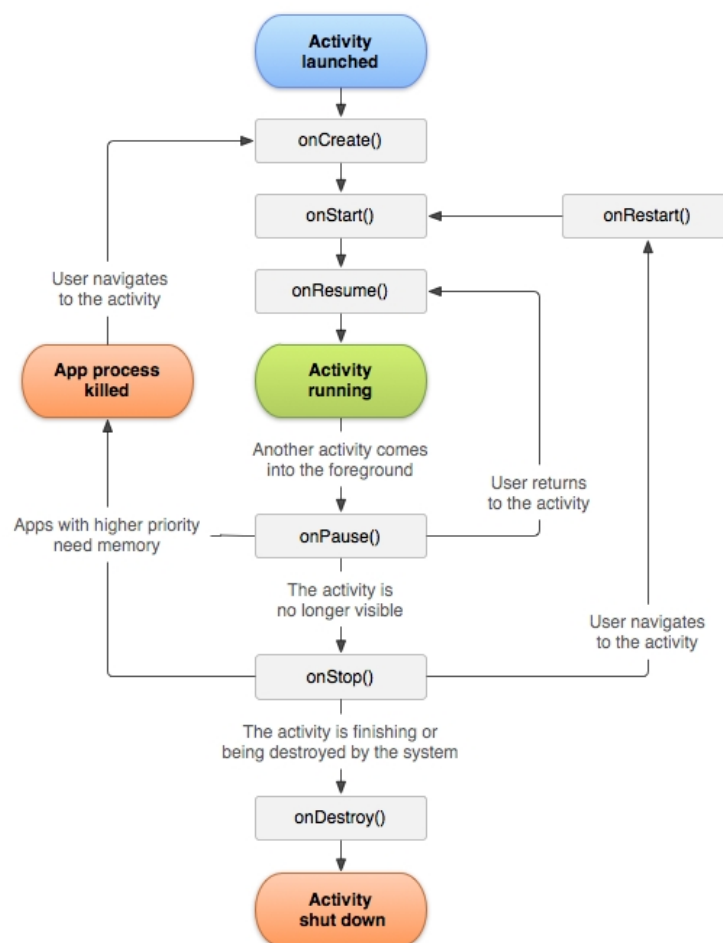 Activity
launched
onCreate()
onStart()
onRestart()
User navigates
to the activity
onResume()
App process
killed
Activity
running
Another activity comes
into the foreground
User returns
to the activity
Apps with higher priority
need memory
onPause()
The activity is
no longer visible
User navigates
to the activity
onStop()
The activity is finishing or
being destroyed by the system
onDestroy()
Activity
shut down